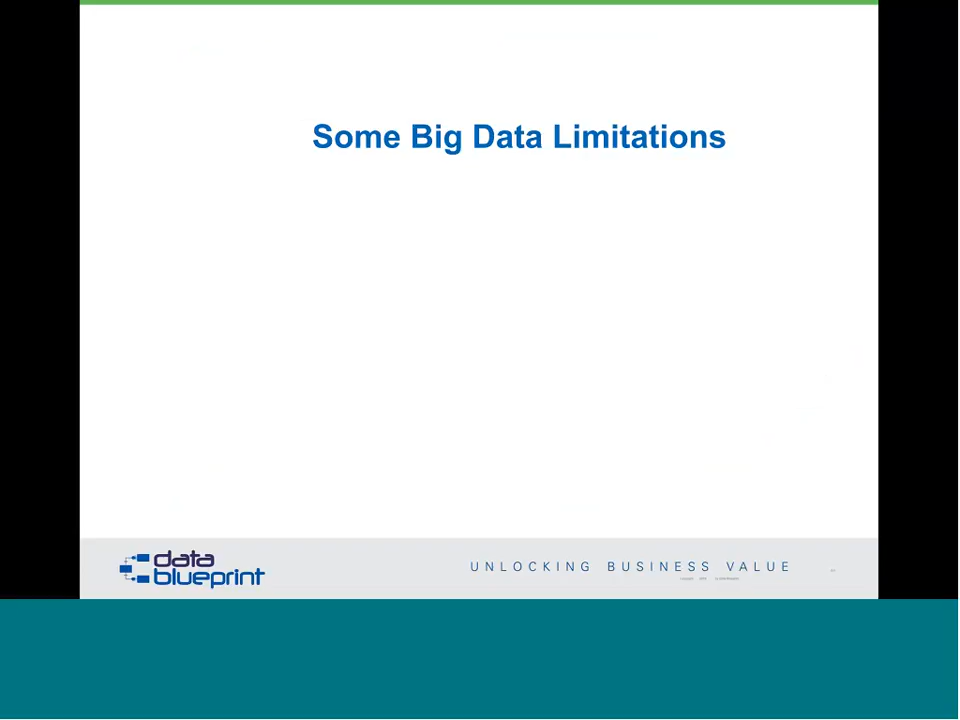 Some Big Data Limitations
data
blueprint
UNLOCKING BUSINESS VALUE